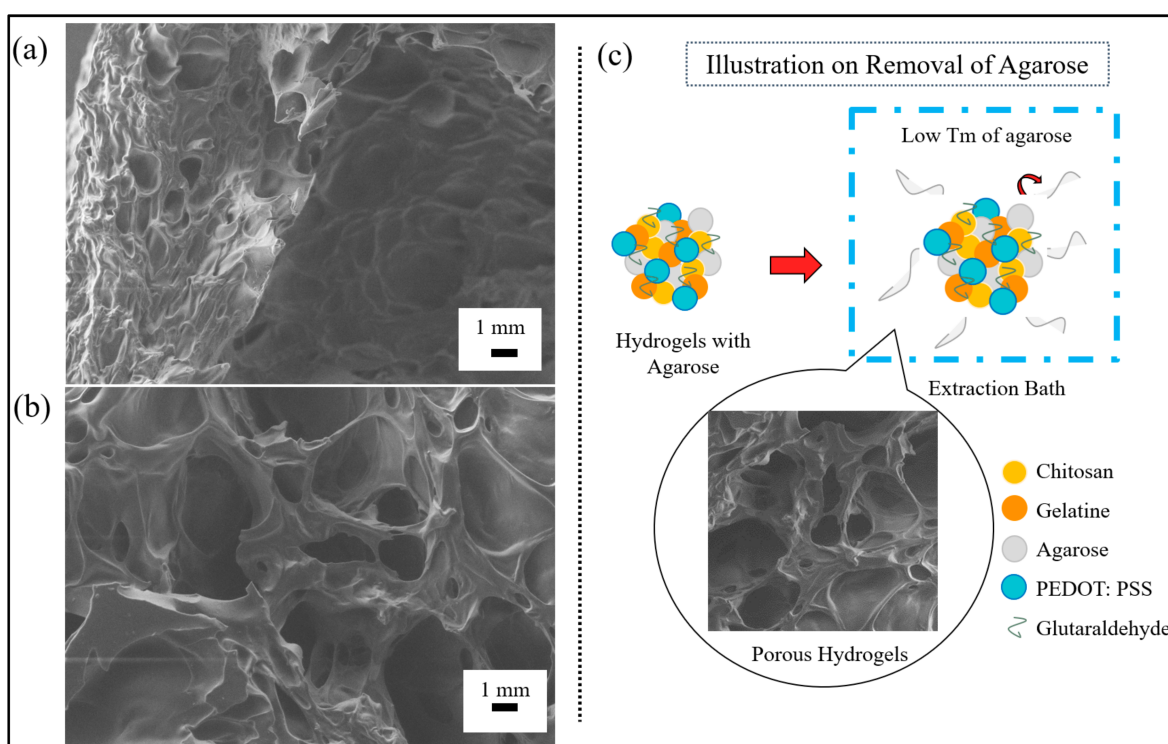 (a)
1 mm
(b)
1 mm
(c)
Illustration on Removal of Agarose
Low Tm of agarose
Hydrogels with
Agarose
Extraction Bath
Porous Hydrogels
Chitosan
Gelatine
Agarose
PEDOT: PSS
Glutaraldehyde